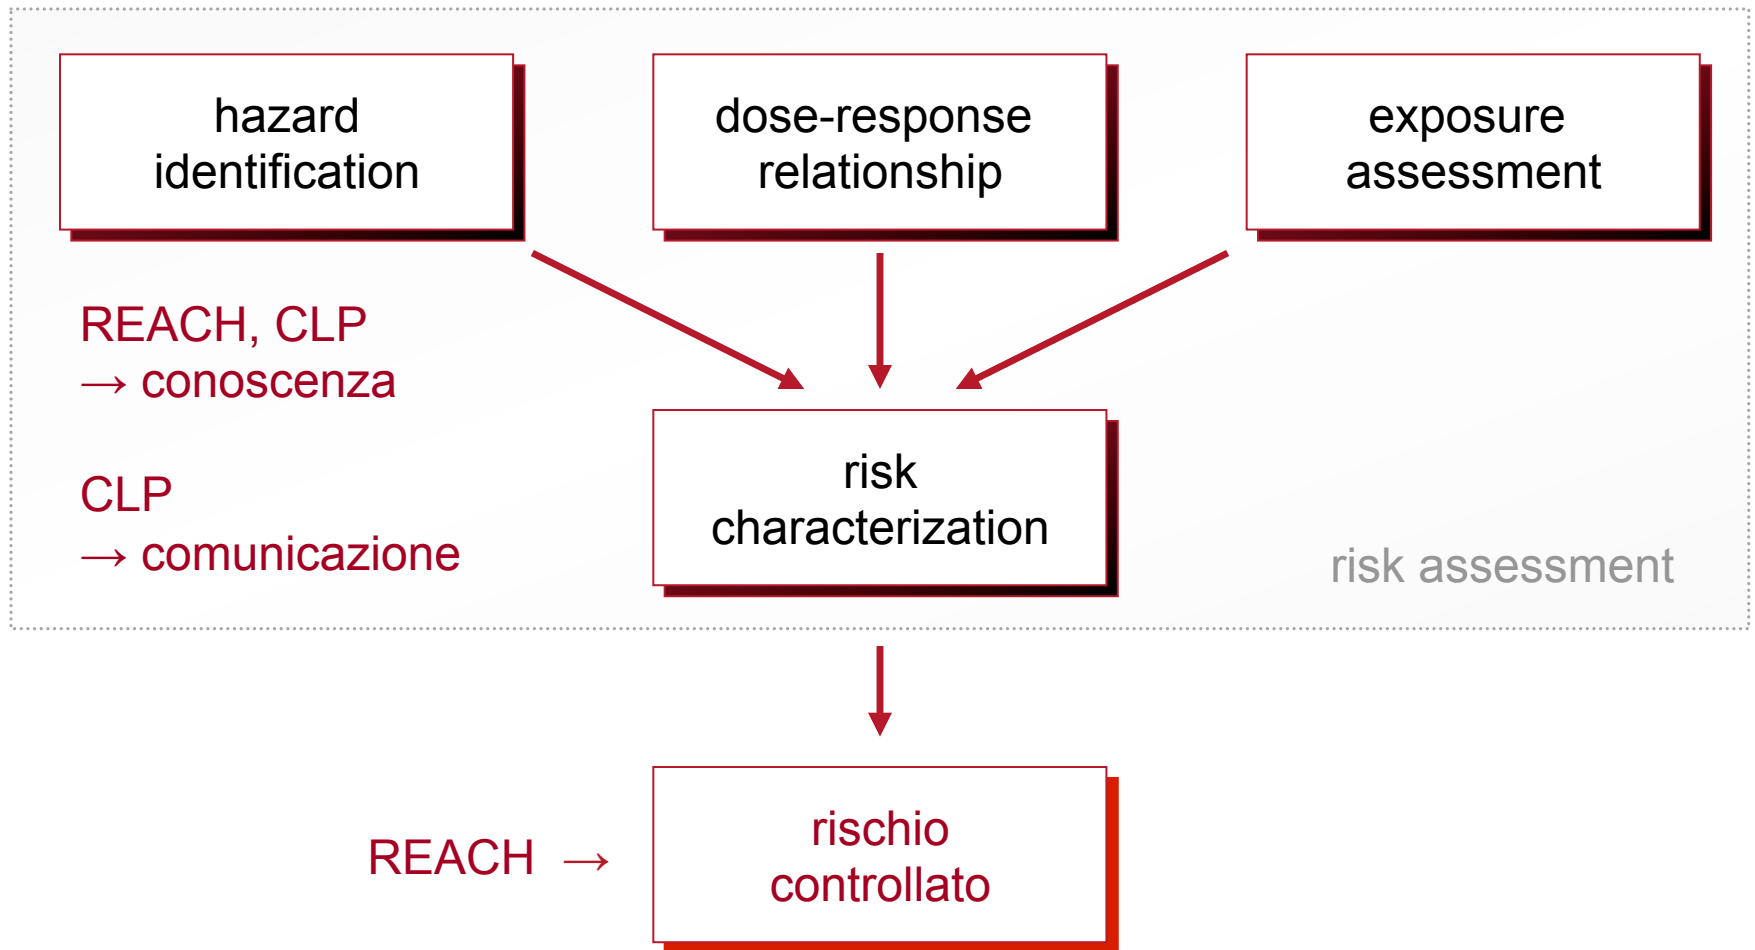 hazard
identification
dose-response
relationship
exposure
assessment
REACH, CLP
→ conoscenza
CLP
→ comunicazione
risk
characterization
risk assessment
REACH →
rischio
controllato